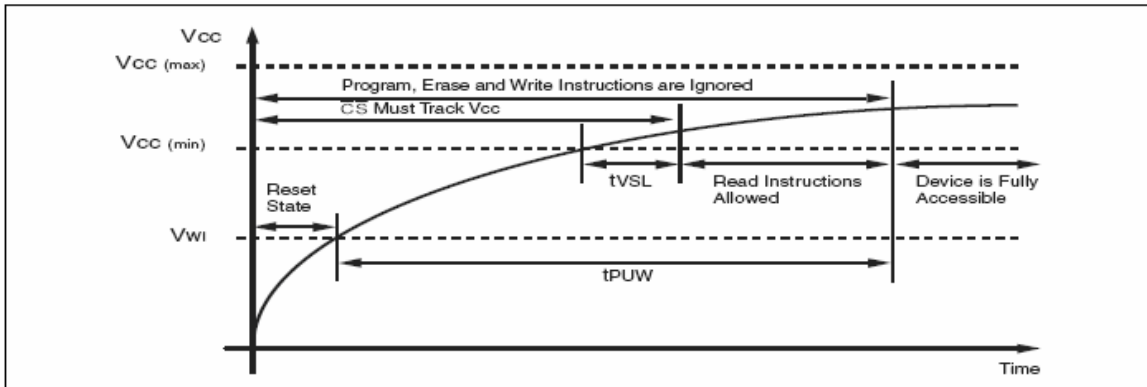 Vcc
Vcc (max)
Program, Erase and Write Instructions are Ignored
CS Must Track Vcc
Vcc (min)
Reset
State
tVSL
Read Instructions
Allowed
Device is Fully
Accessible
VWI
tPUW
Time